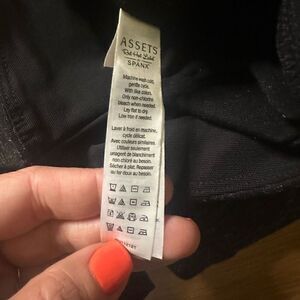 ASSETS
Red Hot Label
SPANX
Machine wash cold,
gentle cycle.
With like colors.
Only non-chlorine
bleach when needed.
Lay flat to dry.
Low iron if needed.
Laver à froid en machine,
cycle délicat.
Avec couleurs similaires.
Utiliser seulement
un agent de blanchiment
non chloré au besoin.
Sécher à plat. Repasser
au fer doux au besoin.